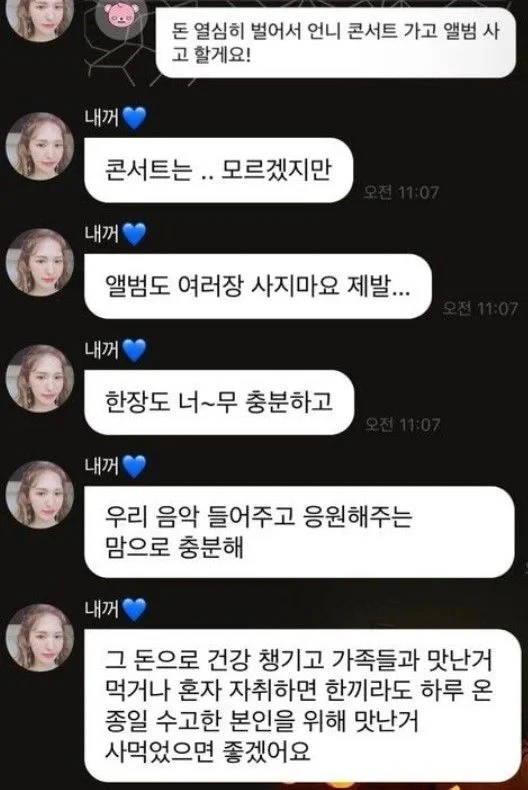 돈 열심히 벌어서 언니 콘서트 가고 앨범 사
고 할게요!
내꺼💙
콘서트는 .. 모르겠지만
오전 11:07
내꺼💙
앨범도 여러장 사지마요 제발...
오전 11:07
내꺼💙
한장도 너~무 충분하고
오전 11:07
내꺼💙
우리 음악 들어주고 응원해주는
맘으로 충분해
내꺼💙
그 돈으로 건강 챙기고 가족들과 맛난거
먹거나 혼자 자취하면 한끼라도 하루 온
종일 수고한 본인을 위해 맛난거
사먹었으면 좋겠어요